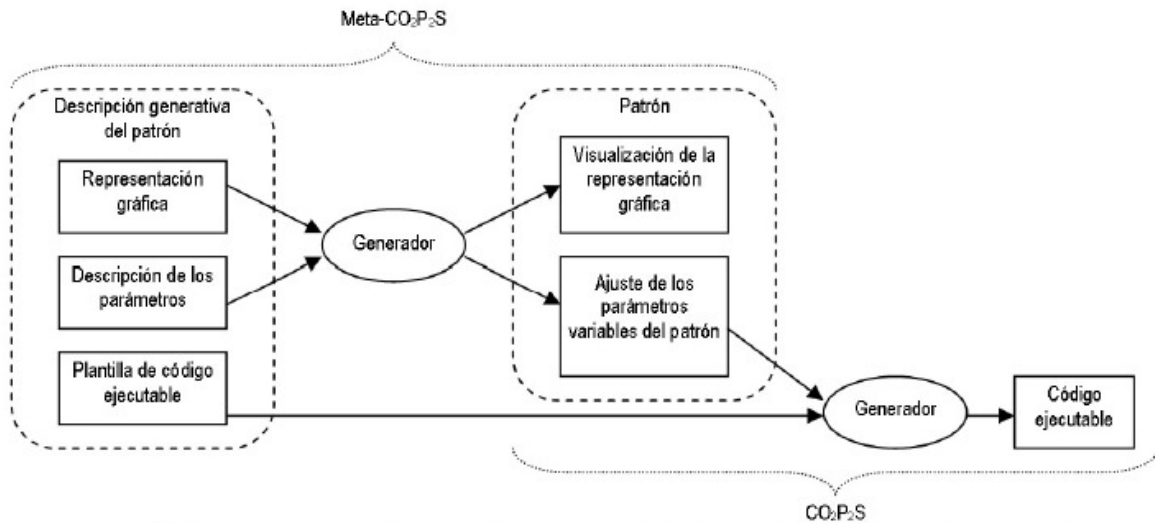 Meta-CO₂P₂S
Descripción generativa
del patrón
Representación
gráfica
Descripción de los
parámetros
Plantilla de código
ejecutable
Generador
Patrón
Visualización de la
representación
gráfica
Ajuste de los
parámetros
variables del patrón
Generador
Código
ejecutable
CO₂P₂S